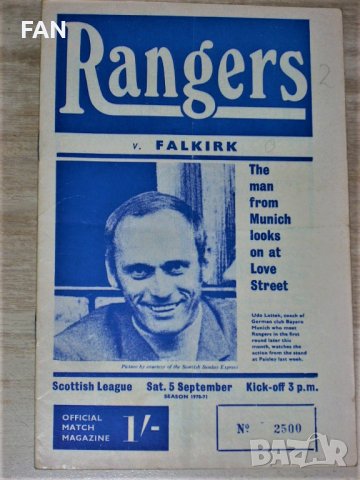 FAN
Rangers
2
v. FALKIRK
The
man
from
Munich
looks
on at
Love
Street
Udo Lattek, coach of
German club Bayern
Munich who meet
Rangers in the first
round later this
month, watches the
action from the stand
at Paisley last week.
Picture by courtesy of the Scottish Sunday Express
Scottish League Sat. 5 September Kick-off 3 p.m.
SEASON 1970-71
OFFICIAL
MATCH
MAGAZINE
1/-
No 2500
BAZAR
bg